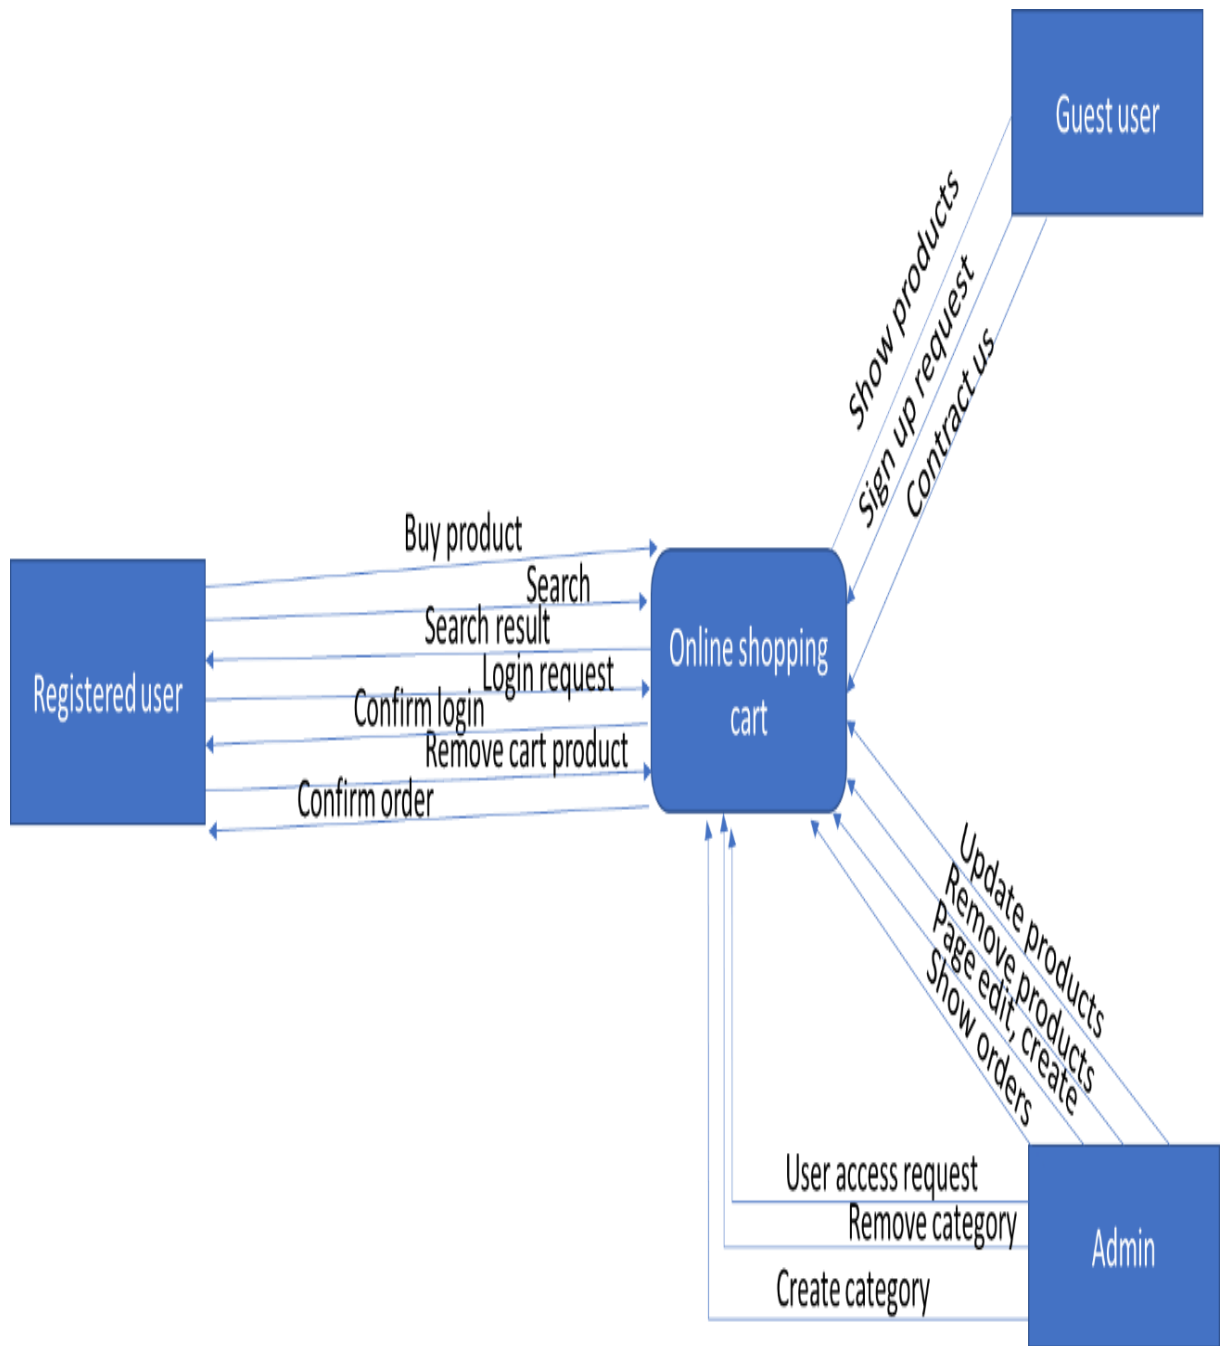 Guest user
Show products
Sign up request
Contract us
Buy product
Search
Search result
Login request
Confirm login
Remove cart product
Confirm order
Registered user
Online shopping
cart
Update products
Remove products
Page edit, create
Show orders
User access request
Remove category
Create category
Admin